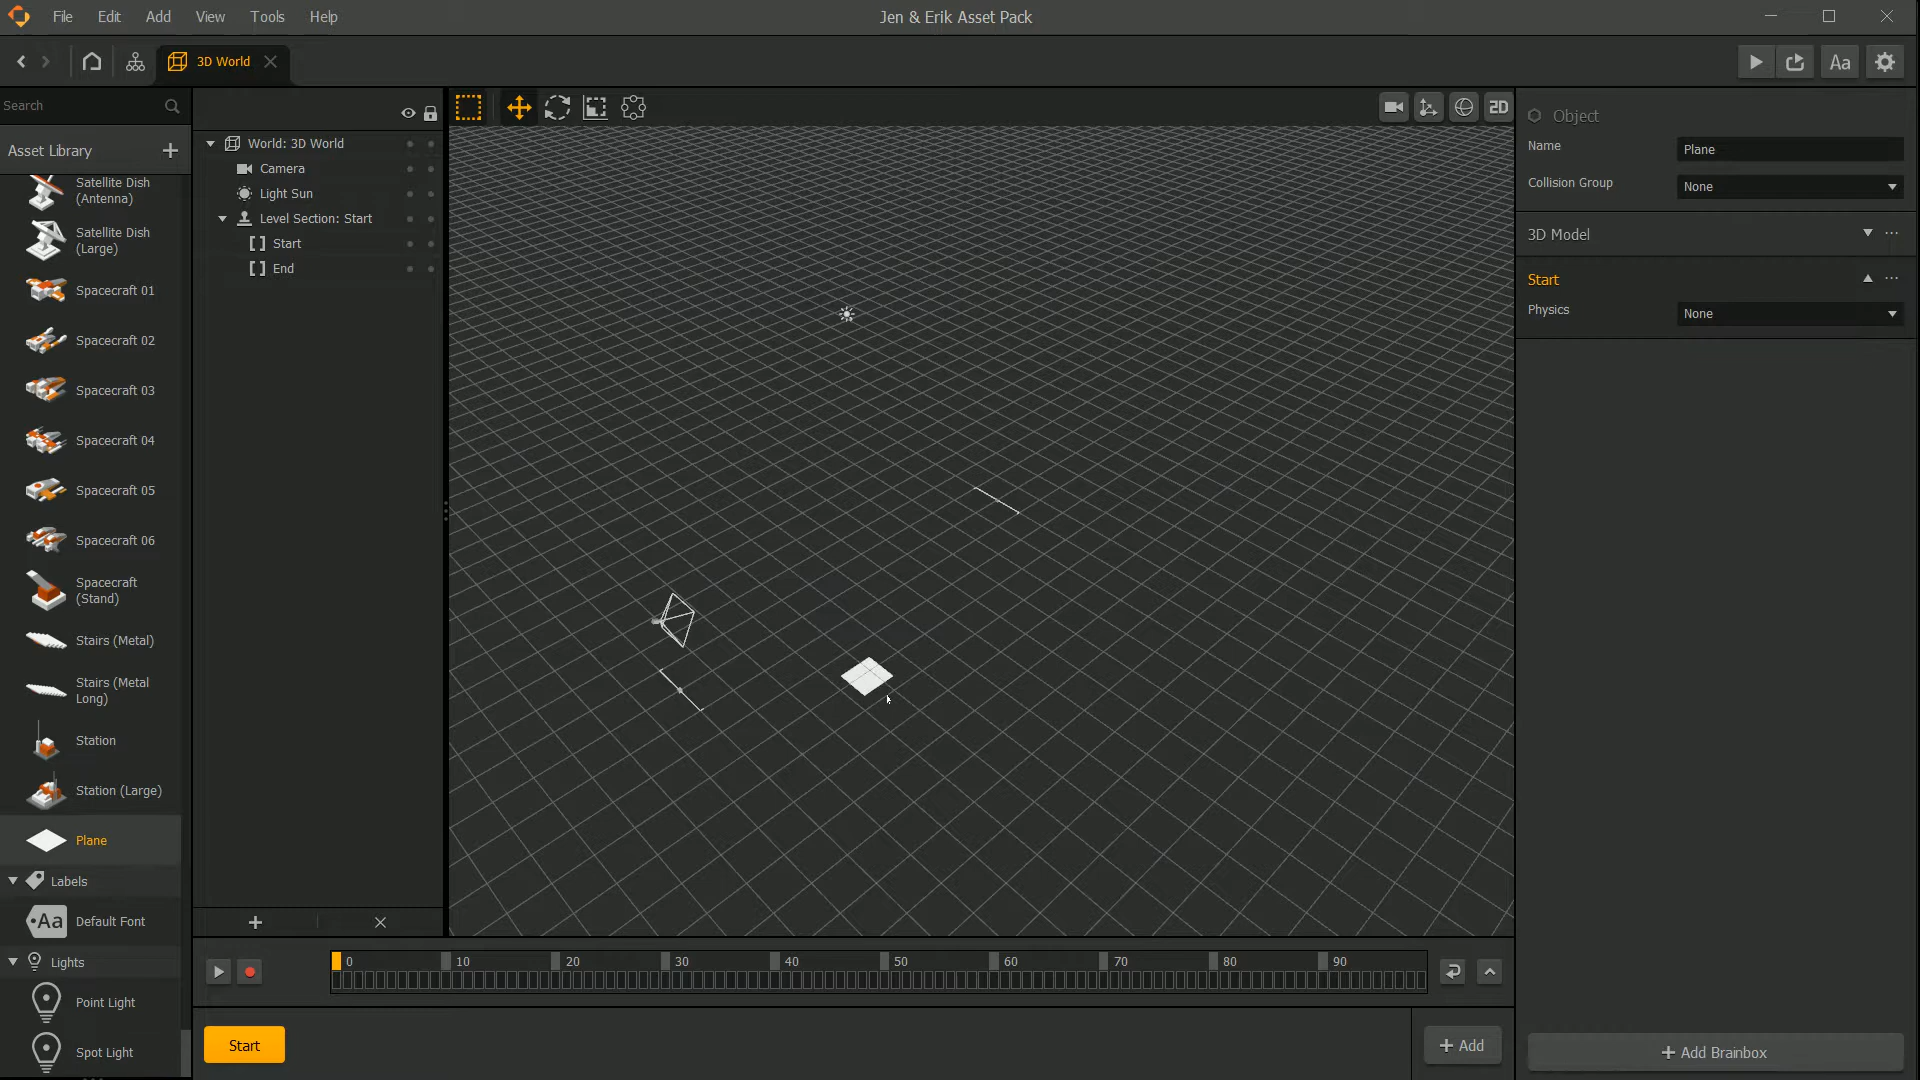 File Edit Add View Tools Help
Jen & Erik Asset Pack
3D World
Aa
Search
Asset Library
Satellite Dish
(Antenna)
Satellite Dish
(Large)
Spacecraft 01
Spacecraft 02
Spacecraft 03
Spacecraft 04
Spacecraft 05
Spacecraft 06
Spacecraft
(Stand)
Stairs (Metal)
Stairs (Metal
Long)
Station
Station (Large)
Plane
Labels
Aa Default Font
Lights
Point Light
Spot Light
World: 3D World
Camera
Light Sun
Level Section: Start
Start
End
2D
Object
Name Plane
Collision Group None
3D Model
Start
Physics None
0 10 20 30 40 50 60 70 80 90
Start
+ Add
+ Add Brainbox